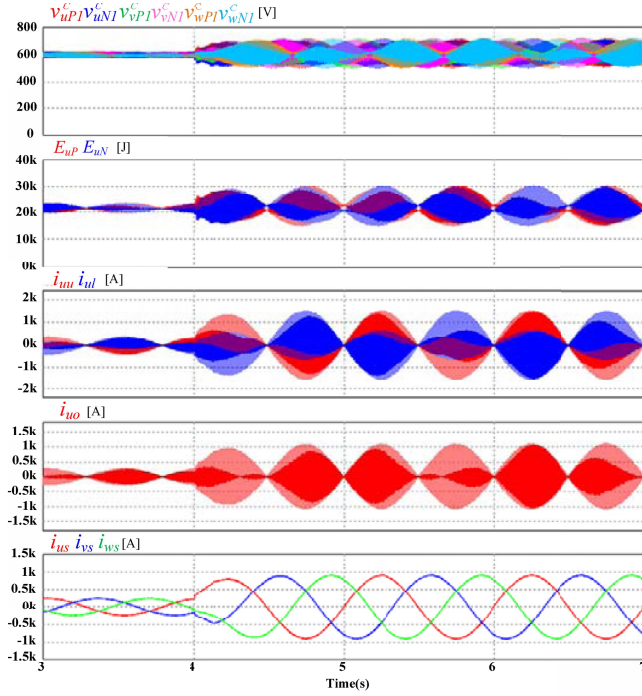 v^C_uP1 v^C_uN1 v^C_vP1 v^C_vN1 v^C_wP1 v^C_wN1 [V]
800
600
400
200
0
E_uP E_uN [J]
40k
30k
20k
10k
0k
i_uu i_ul [A]
2k
1k
0k
-1k
-2k
i_uo [A]
1.5k
1k
0.5k
0k
-0.5k
-1k
-1.5k
i_us i_vs i_ws [A]
1.5k
1k
0.5k
0k
-0.5k
-1k
-1.5k
3 4 5 6 7
Time(s)